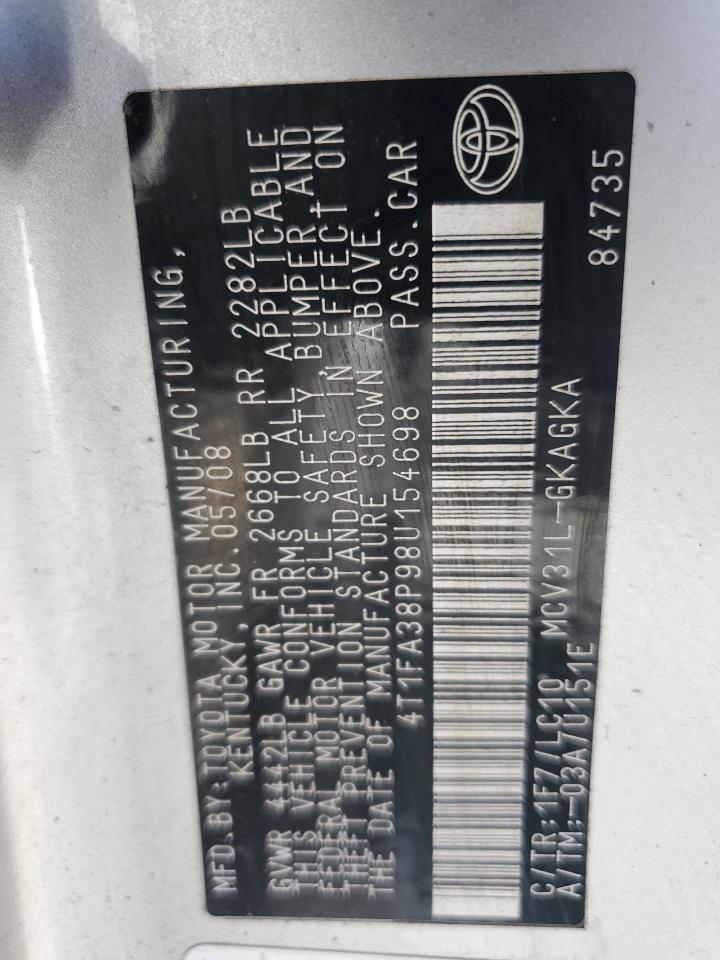 MFD.BY:TOYOTA MOTOR MANUFACTURING,
KENTUCKY,INC.05/08
GVWR 4442LB GAWR FR 2668LB RR 2282LB
THIS VEHICLE CONFORMS TO ALL APPLICABLE
FEDERAL MOTOR VEHICLE SAFETY, BUMPER, AND
THEFT PREVENTION STANDARDS IN EFFECT ON
THE DATE OF MANUFACTURE SHOWN ABOVE.
4T1FA38P98U154698 PASS.CAR
C/TR:1F7/LC10 MCV31L-GKAGKA
A/TM:-03A/U151E
84735